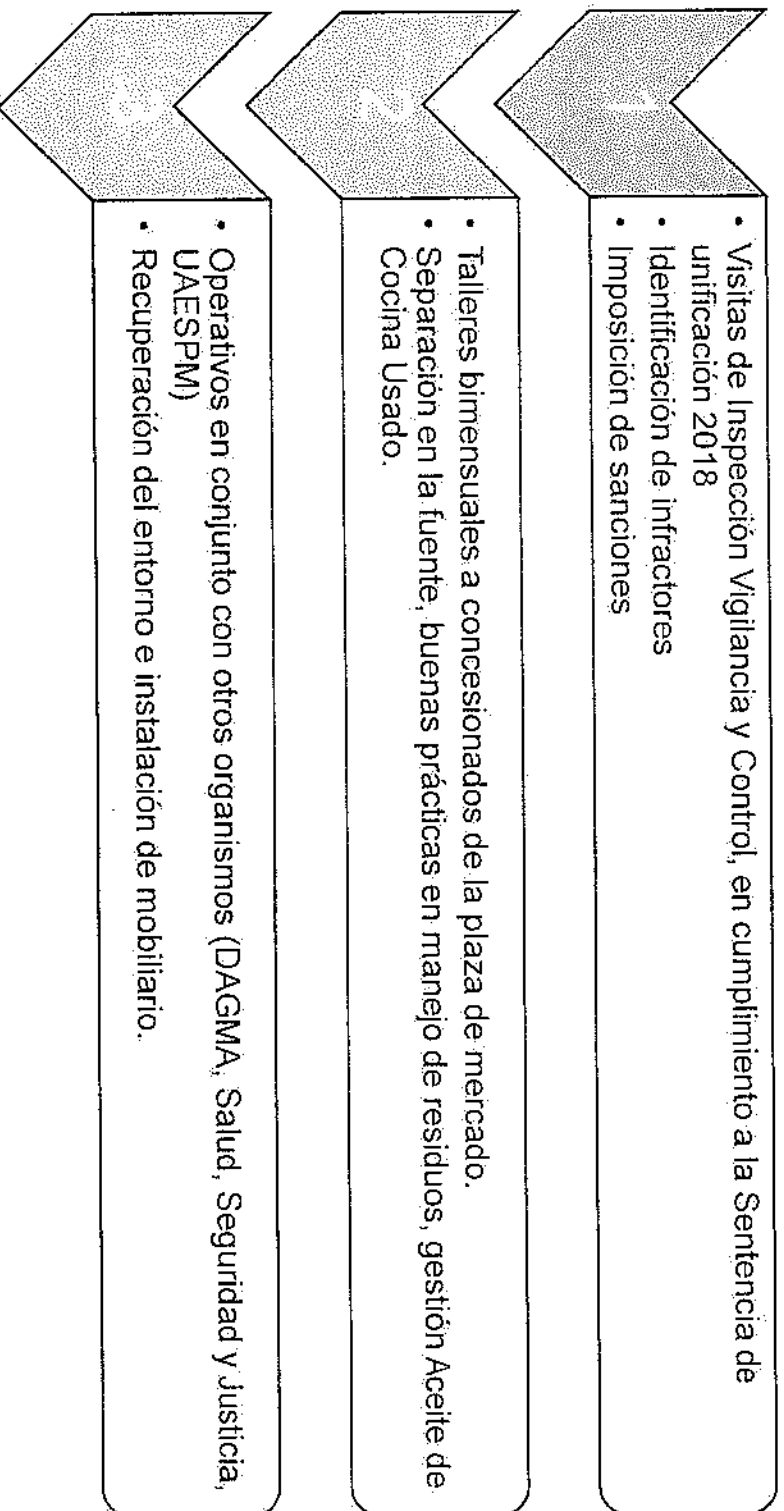 1
• Visitas de Inspección Vigilancia y Control, en cumplimiento a la Sentencia de
unificación 2018
• Identificación de infractores
• Imposición de sanciones
2
• Talleres bimensuales a concesionados de la plaza de mercado.
• Separación en la fuente, buenas prácticas en manejo de residuos, gestión Aceite de
Cocina Usado.
3
• Operativos en conjunto con otros organismos (DAGMA, Salud, Seguridad y Justicia,
UAESPM)
• Recuperación del entorno e instalación de mobiliario.